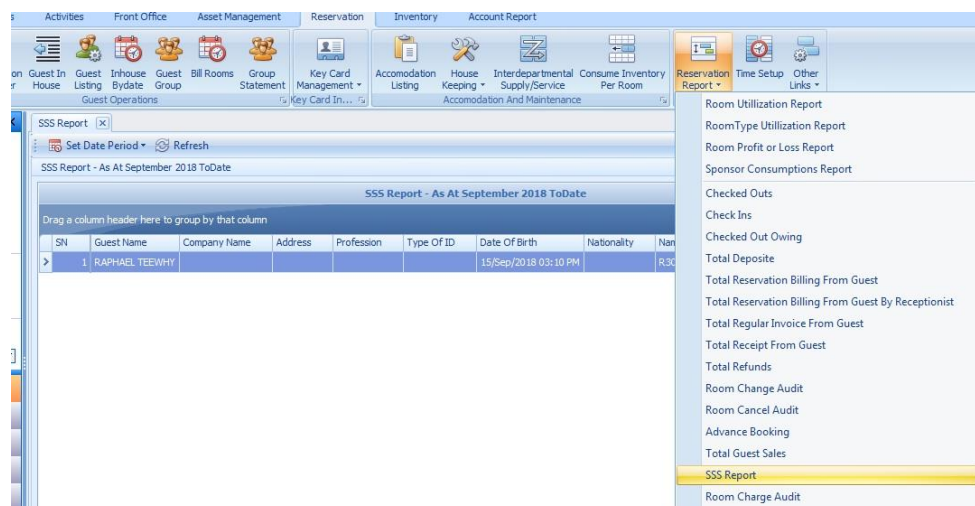 Activities Front Office Asset Management Reservation Inventory Account Report
Guest In House
Guest Listing
Inhouse Bydate
Guest Group
Bill Rooms
Group Statement
Key Card Management
Accomodation Listing
House Keeping
Interdepartmental Supply/Service
Consume Inventory Per Room
Reservation Report
Time Setup
Other Links
Guest Operations
Key Card In...
Accomodation And Maintenance
SSS Report
Set Date Period Refresh
SSS Report - As At September 2018 ToDate
SSS Report - As At September 2018 ToDate
Drag a column header here to group by that column
SN Guest Name Company Name Address Profession Type Of ID Date Of Birth Nationality
1 RAPHAEL TEEWHY 15/Sep/2018 03:10 PM
Room Utillization Report
RoomType Utillization Report
Room Profit or Loss Report
Sponsor Consumptions Report
Checked Outs
Check Ins
Checked Out Owing
Total Deposite
Total Reservation Billing From Guest
Total Reservation Billing From Guest By Receptionist
Total Regular Invoice From Guest
Total Receipt From Guest
Total Refunds
Room Change Audit
Room Cancel Audit
Advance Booking
Total Guest Sales
SSS Report
Room Charge Audit